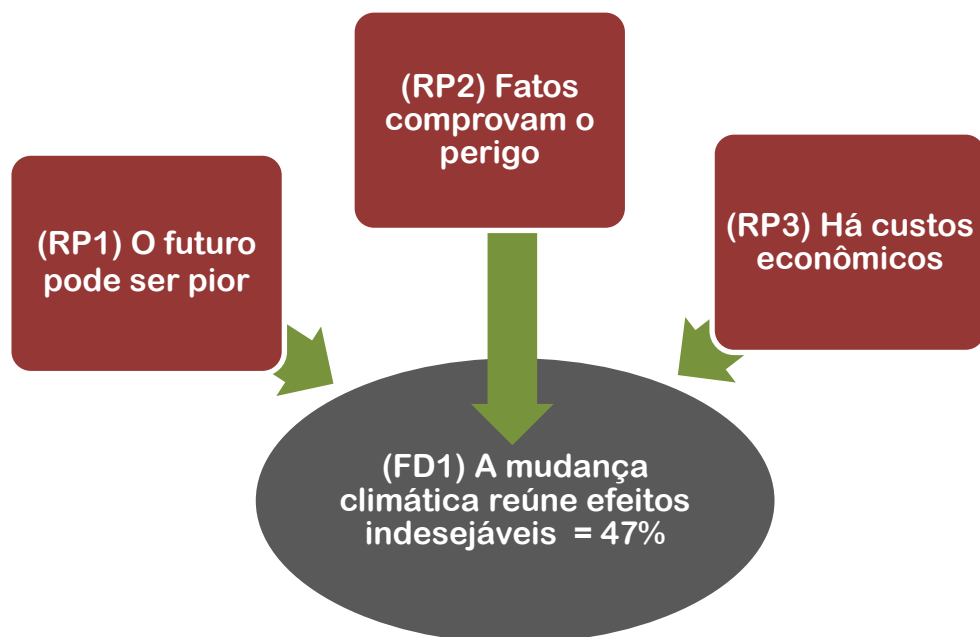 (RP1) O futuro
pode ser pior
(RP2) Fatos
comprovam o
perigo
(RP3) Há custos
econômicos
(FD1) A mudança
climática reúne efeitos
indesejáveis = 47%